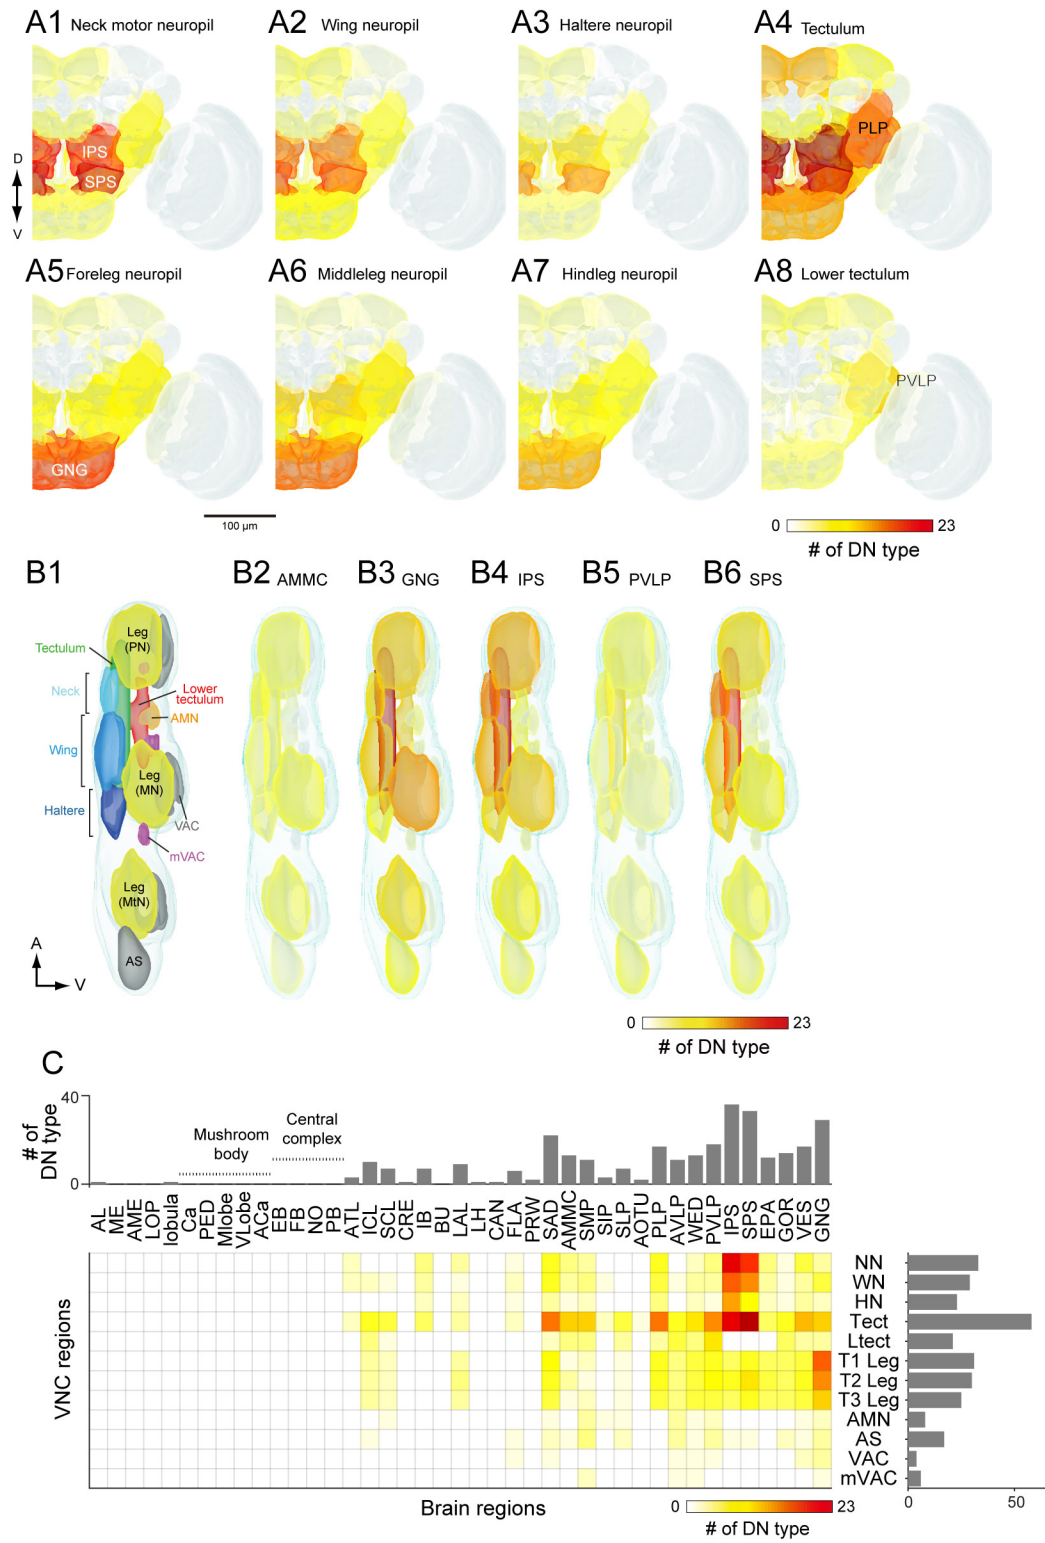 A1 Neck motor neuropil
A2 Wing neuropil
A3 Haltere neuropil
A4 Tectulum
D
V
IPS
SPS
PLP
A5 Foreleg neuropil
A6 Middleleg neuropil
A7 Hindleg neuropil
A8 Lower tectulum
GNG
PVLP
100 µm
0 23
# of DN type
B1
B2 AMMC
B3 GNG
B4 IPS
B5 PVLP
B6 SPS
Leg
(PN)
Tectulum
Neck
Lower
tectulum
AMN
Wing
Leg
(MN)
Haltere
VAC
mVAC
Leg
(MtN)
AS
A
V
0 23
# of DN type
C
40
0
# of
DN type
Mushroom
body
Central
complex
AL
ME
AME
LOP
lobula
Ca
PED
Mlobe
VLobe
ACa
EB
FB
NO
PB
ATL
ICL
SCL
CRE
IB
BU
LAL
LH
CAN
FLA
PRW
SAD
AMMC
SMP
SIP
SLP
AOTU
PLP
AVLP
WED
PVLP
IPS
SPS
EPA
GOR
VES
GNG
VNC regions
NN
WN
HN
Tect
Ltect
T1 Leg
T2 Leg
T3 Leg
AMN
AS
VAC
mVAC
0 50
Brain regions
0 23
# of DN type